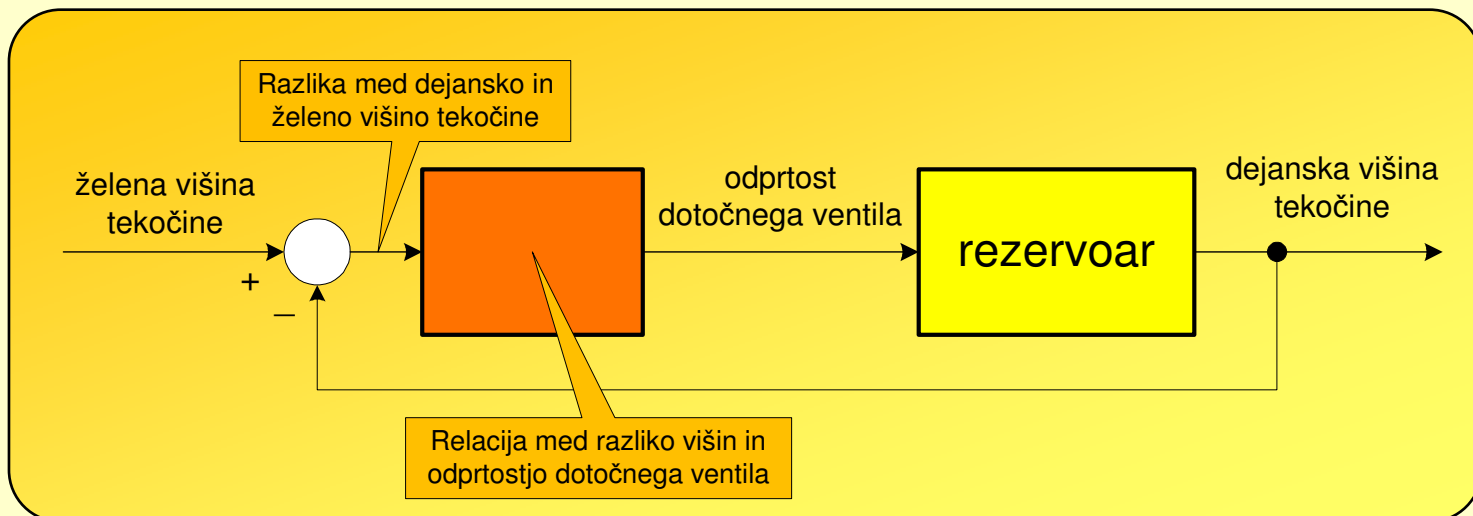 Razlika med dejansko in
želeno višino tekočine
želena višina
tekočine
odprtost
dotočnega ventila
dejanska višina
tekočine
rezervoar
+
–
Relacija med razliko višin in
odprtostjo dotočnega ventila